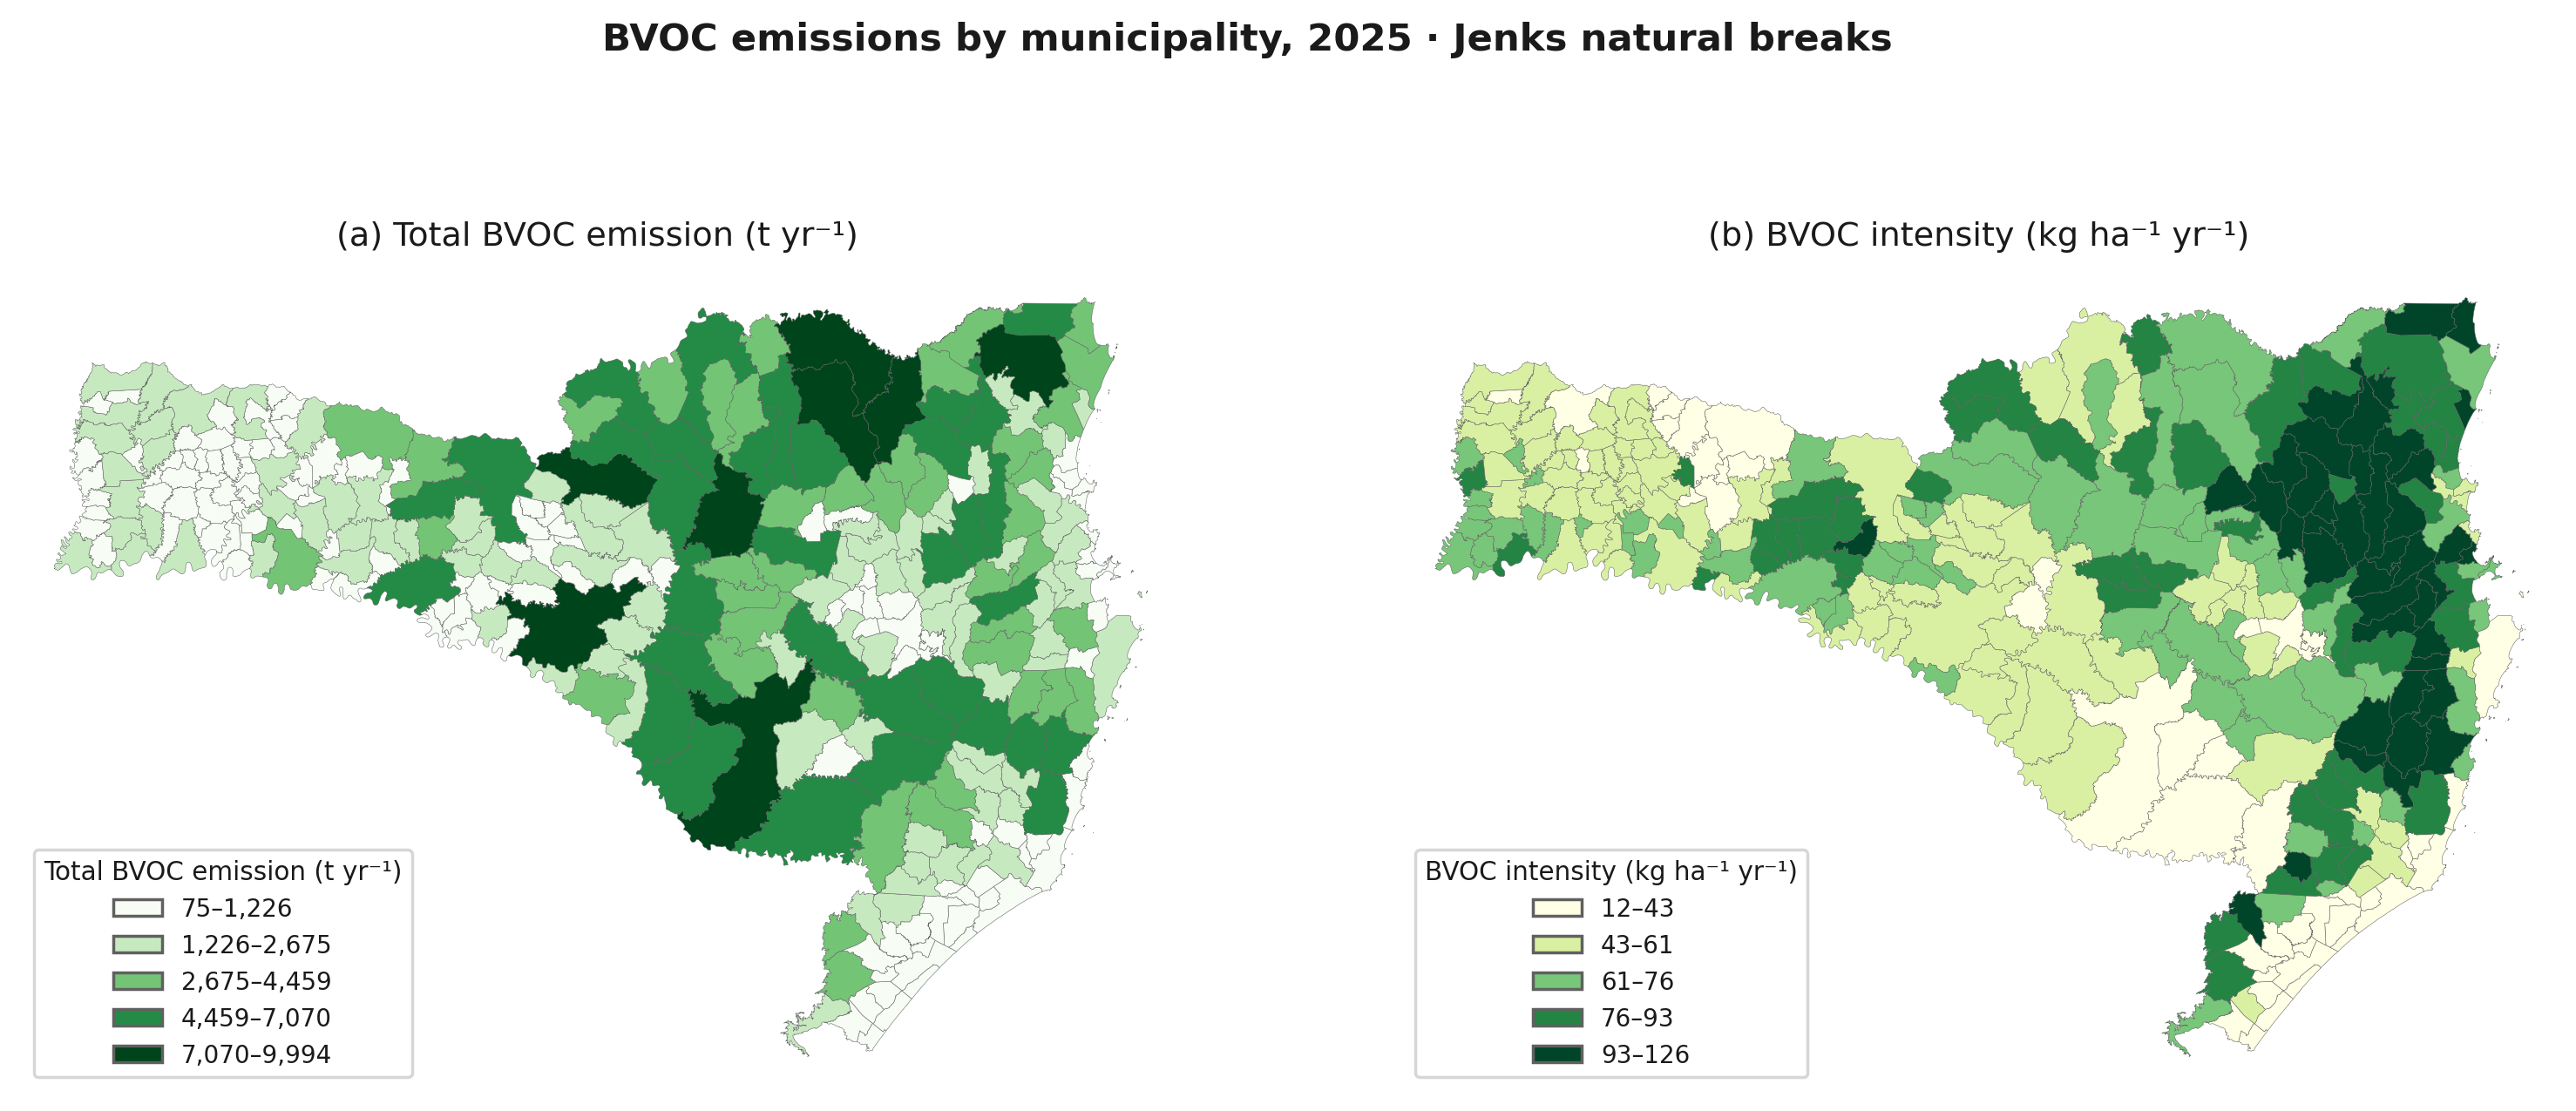 BVOC emissions by municipality, 2025 · Jenks natural breaks
(a) Total BVOC emission (t yr⁻¹)
Total BVOC emission (t yr⁻¹)
75–1,226
1,226–2,675
2,675–4,459
4,459–7,070
7,070–9,994
(b) BVOC intensity (kg ha⁻¹ yr⁻¹)
BVOC intensity (kg ha⁻¹ yr⁻¹)
12–43
43–61
61–76
76–93
93–126